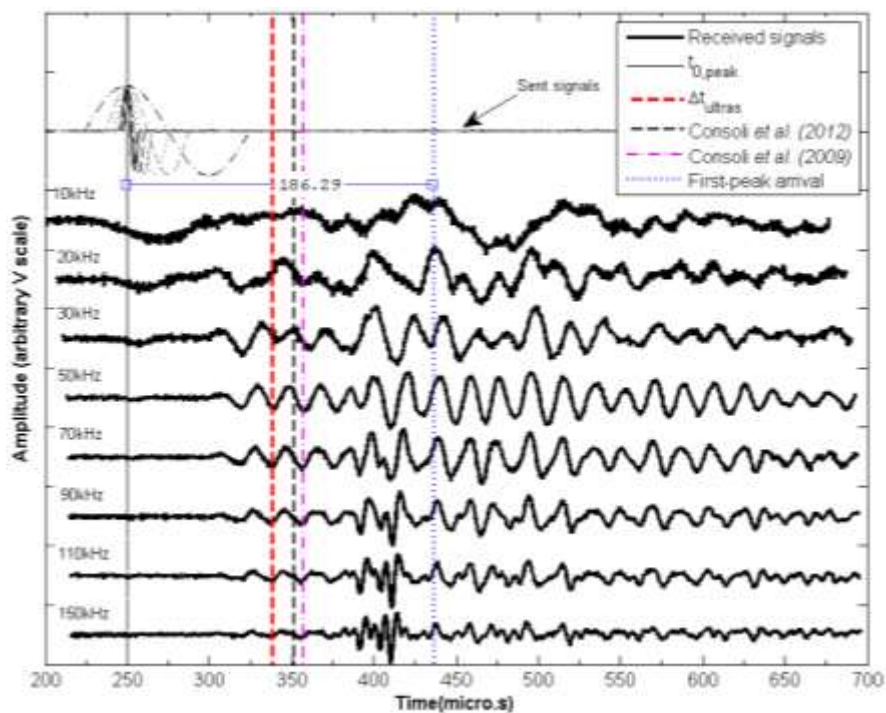 Received signals
t0,peak
Δtultras
Consoli et al. (2012)
Consoli et al. (2009)
First-peak arrival
Sent signals
186.29
10kHz
20kHz
30kHz
50kHz
70kHz
90kHz
110kHz
150kHz
Amplitude (arbitrary V scale)
200 250 300 350 400 450 500 550 600 650 700
Time(micro.s)